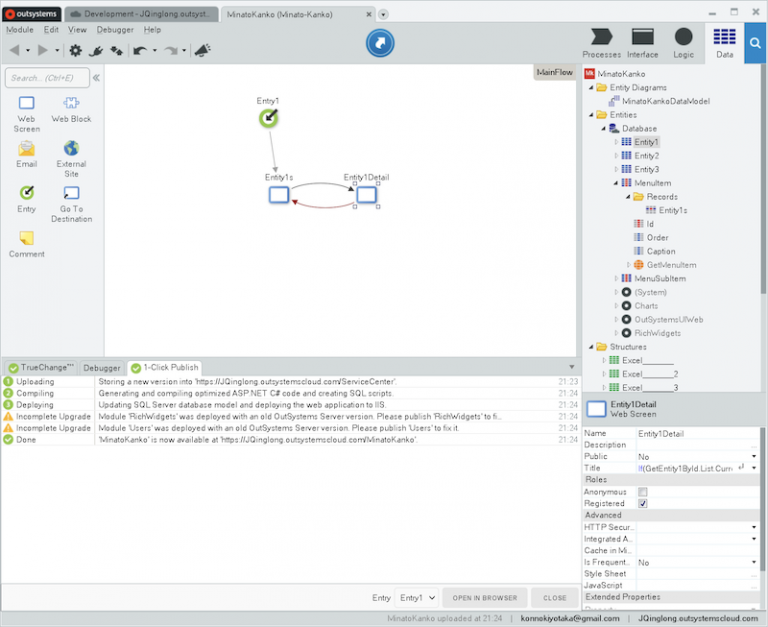 outsystems
Development - JQinglong.outsyst...
MinatoKanko (Minato-Kanko)
Module Edit View Debugger Help
Processes Interface Logic Data
Search... (Ctrl+E)
MainFlow
Web Screen
Web Block
Email
External Site
Entry
Go To Destination
Comment
Entry1
Entity1s
Entity1Detail
MinatoKanko
Entity Diagrams
MinatoKankoDataModel
Entities
Database
Entity1
Entity2
Entity3
MenuItem
Records
Entity1s
Id
Order
Caption
GetMenuItem
MenuSubItem
(System)
Charts
OutSystemsUIWeb
RichWidgets
Structures
Excel______
Excel______2
Excel______3
TrueChange™ Debugger 1-Click Publish
1 Uploading Storing a new version into 'https://JQinglong.outsystemscloud.com/ServiceCenter'. 21:23
2 Compiling Generating and compiling optimized ASP.NET C# code and creating SQL scripts. 21:24
3 Deploying Updating SQL Server database model and deploying the web application to IIS. 21:24
Incomplete Upgrade Module 'RichWidgets' was deployed with an old OutSystems Server version. Please publish 'RichWidgets' to fi... 21:24
Incomplete Upgrade Module 'Users' was deployed with an old OutSystems Server version. Please publish 'Users' to fix it. 21:24
Done 'MinatoKanko' is now available at 'https://JQinglong.outsystemscloud.com/MinatoKanko'. 21:24
Entity1Detail
Web Screen
Name Entity1Detail
Description
Public No
Title If(GetEntity1ById.List.Curre
Roles
Anonymous
Registered
Advanced
HTTP Secur...
Integrated A...
Cache in Mi...
Is Frequent... No
Style Sheet
JavaScript
Extended Properties
Entry Entry1 OPEN IN BROWSER CLOSE
MinatoKanko uploaded at 21:24 | konnokiyotaka@gmail.com | JQinglong.outsystemscloud.com